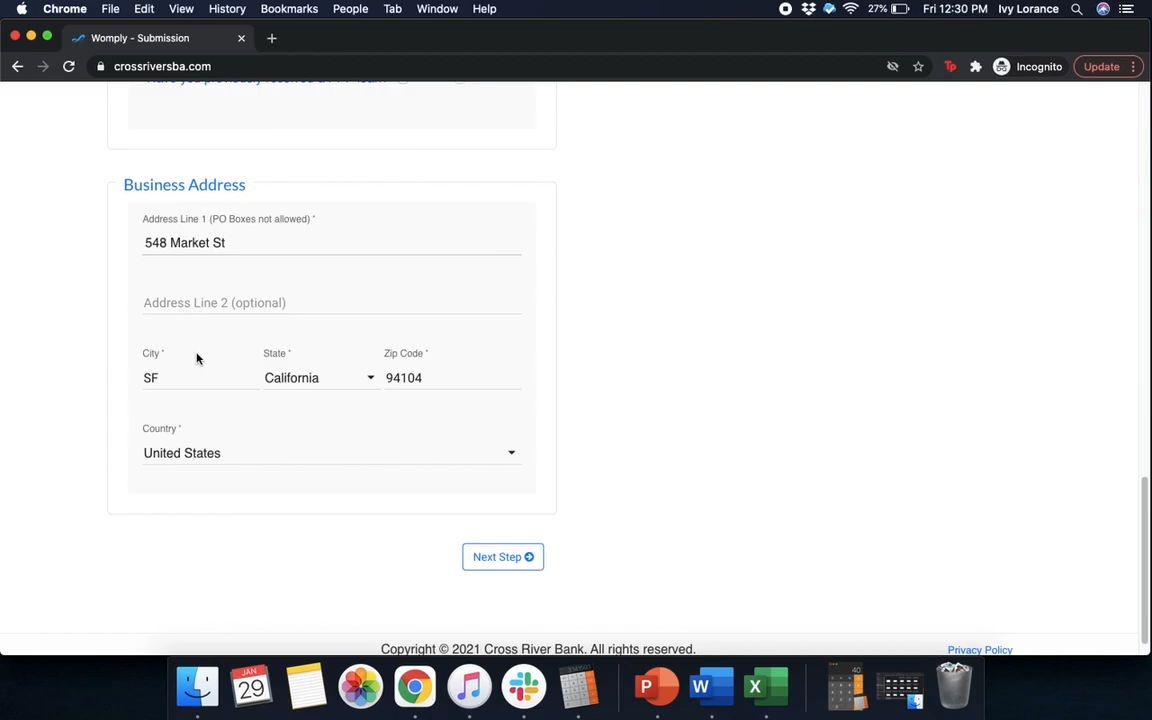 Chrome File Edit View History Bookmarks People Tab Window Help 27% Fri 12:30 PM Ivy Lorance
Womply - Submission
crossriversba.com Incognito Update
Business Address
Address Line 1 (PO Boxes not allowed) *
548 Market St
Address Line 2 (optional)
City * State * Zip Code *
SF California 94104
Country *
United States
Next Step
Copyright © 2021 Cross River Bank. All rights reserved. Privacy Policy
JAN
29
40
P W X